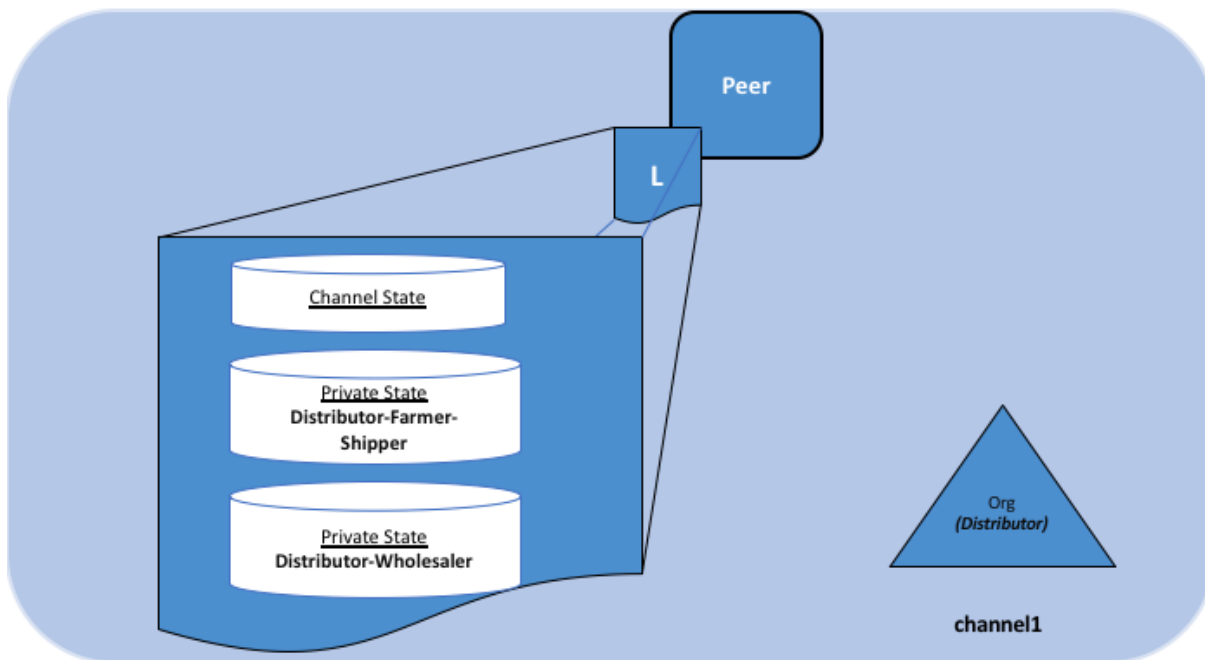 Peer
L
Channel State
Private State
Distributor-Farmer-
Shipper
Private State
Distributor-Wholesaler
Org
(Distributor)
channel1